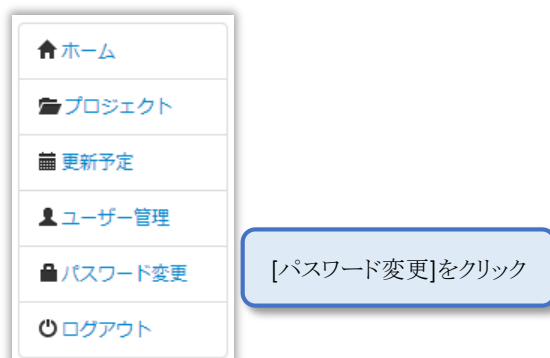 ホーム
プロジェクト
更新予定
ユーザー管理
パスワード変更
[パスワード変更]をクリック
ログアウト